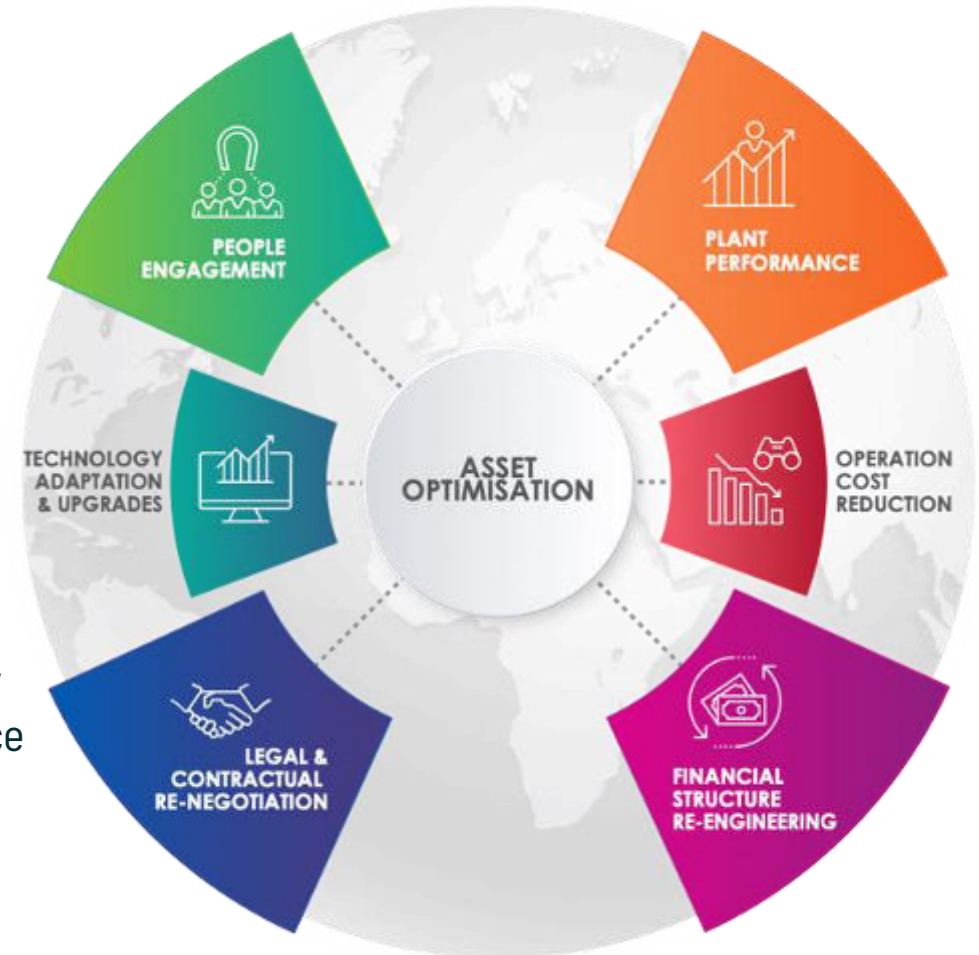 PEOPLE
ENGAGEMENT
PLANT
PERFORMANCE
TECHNOLOGY
ADAPTATION
& UPGRADES
ASSET
OPTIMISATION
OPERATION
COST
REDUCTION
LEGAL &
CONTRACTUAL
RE-NEGOTIATION
FINANCIAL
STRUCTURE
RE-ENGINEERING